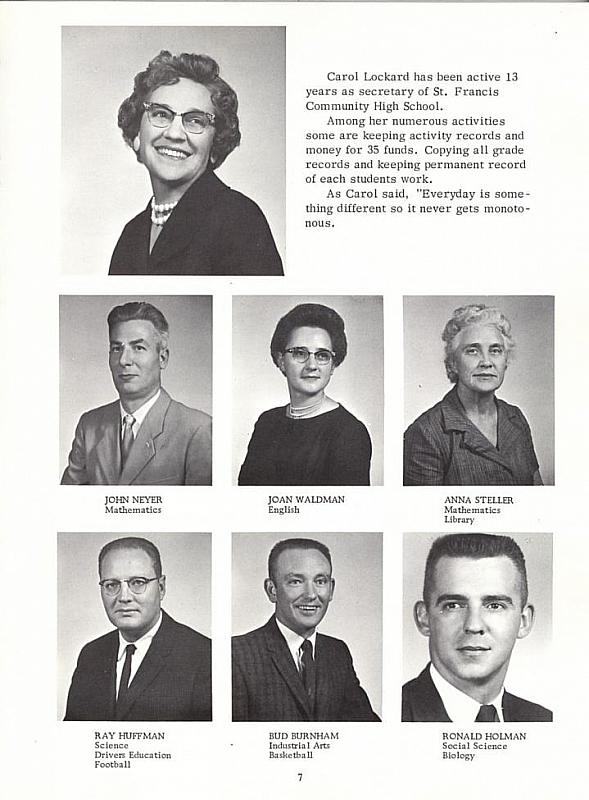 Carol Lockard has been active 13
years as secretary of St. Francis
Community High School.
Among her numerous activities
some are keeping activity records and
money for 35 funds. Copying all grade
records and keeping permanent record
of each students work.
As Carol said, "Everyday is some-
thing different so it never gets monoto-
nous.
JOHN NEYER
Mathematics
JOAN WALDMAN
English
ANNA STELLER
Mathematics
Library
RAY HUFFMAN
Science
Drivers Education
Football
BUD BURNHAM
Industrial Arts
Basketball
RONALD HOLMAN
Social Science
Biology
7